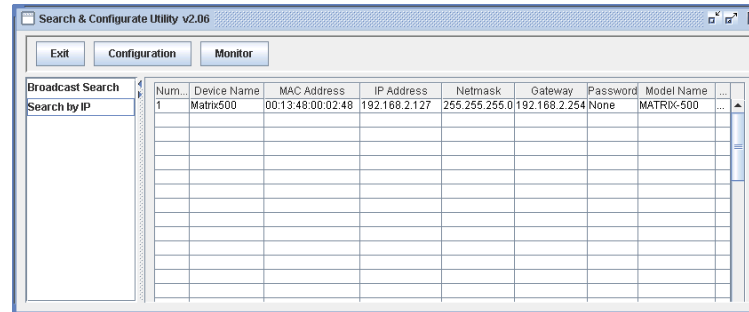 Search & Configurate Utility v2.06
Exit Configuration Monitor
Broadcast Search
Search by IP
Num... Device Name MAC Address IP Address Netmask Gateway Password Model Name ...
1 Matrix500 00:13:48:00:02:48 192.168.2.127 255.255.255.0 192.168.2.254 None MATRIX-500 ...